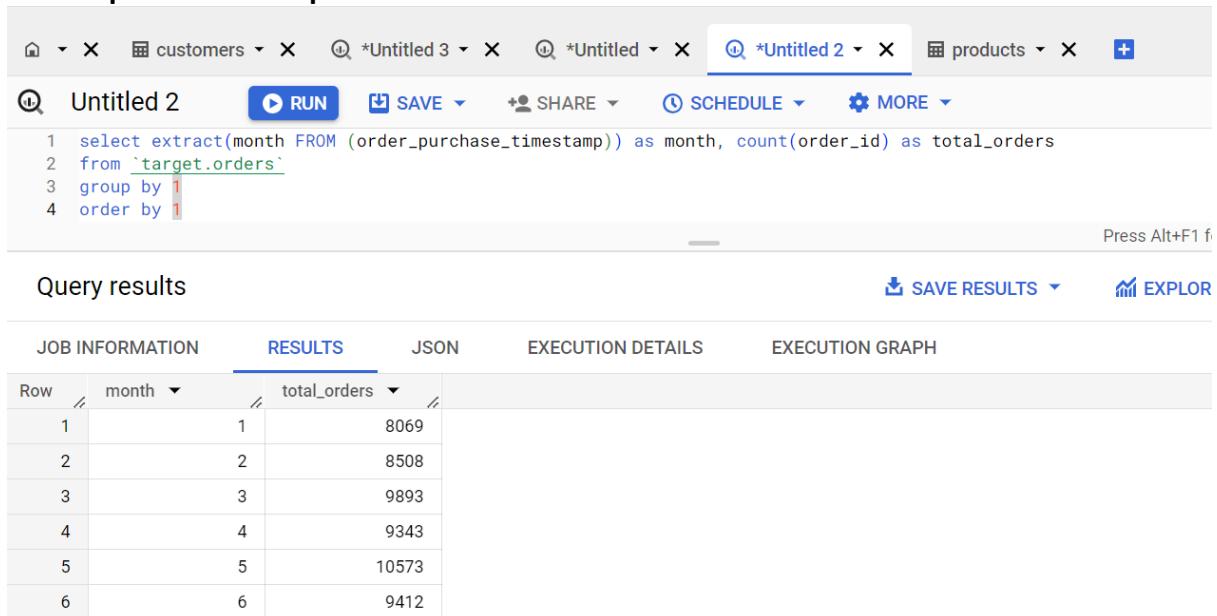 customers *Untitled 3 *Untitled *Untitled 2 products
Untitled 2 RUN SAVE SHARE SCHEDULE MORE
1 select extract(month FROM (order_purchase_timestamp)) as month, count(order_id) as total_orders
2 from `target.orders`
3 group by 1
4 order by 1
Press Alt+F1 f
Query results SAVE RESULTS EXPLOR
JOB INFORMATION RESULTS JSON EXECUTION DETAILS EXECUTION GRAPH
Row month total_orders
1 1 8069
2 2 8508
3 3 9893
4 4 9343
5 5 10573
6 6 9412